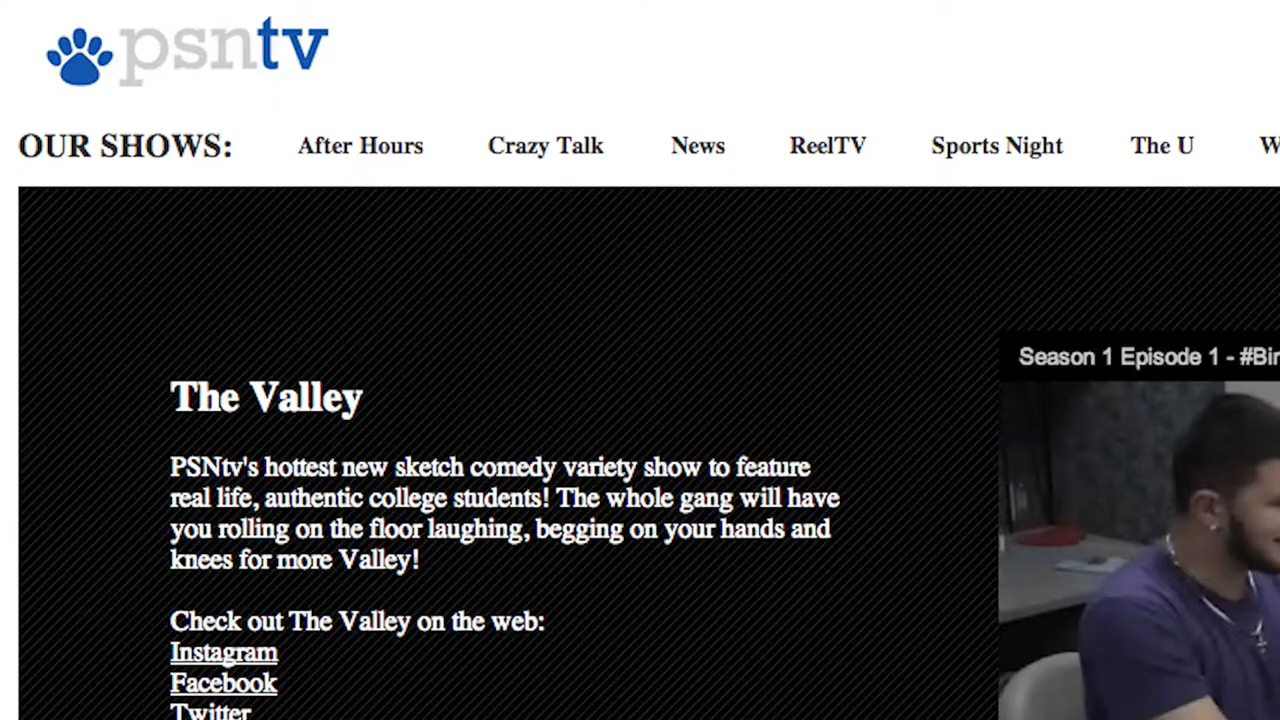 psntv
OUR SHOWS: After Hours Crazy Talk News ReelTV Sports Night The U
Season 1 Episode 1 -
The Valley
PSNtv's hottest new sketch comedy variety show to feature
real life, authentic college students! The whole gang will have
you rolling on the floor laughing, begging on your hands and
knees for more Valley!
Check out The Valley on the web:
Instagram
Facebook
Twitter